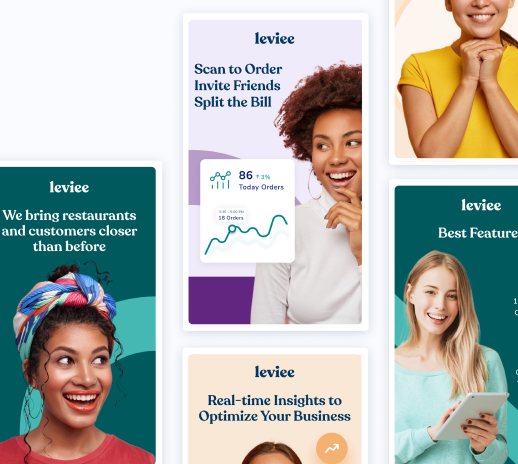 leviee
Scan to Order
Invite Friends
Split the Bill
86 ↑ 3%
Today Orders
18 Orders
leviee
We bring restaurants
and customers closer
than before
leviee
Best Feature
leviee
Real-time Insights to
Optimize Your Business